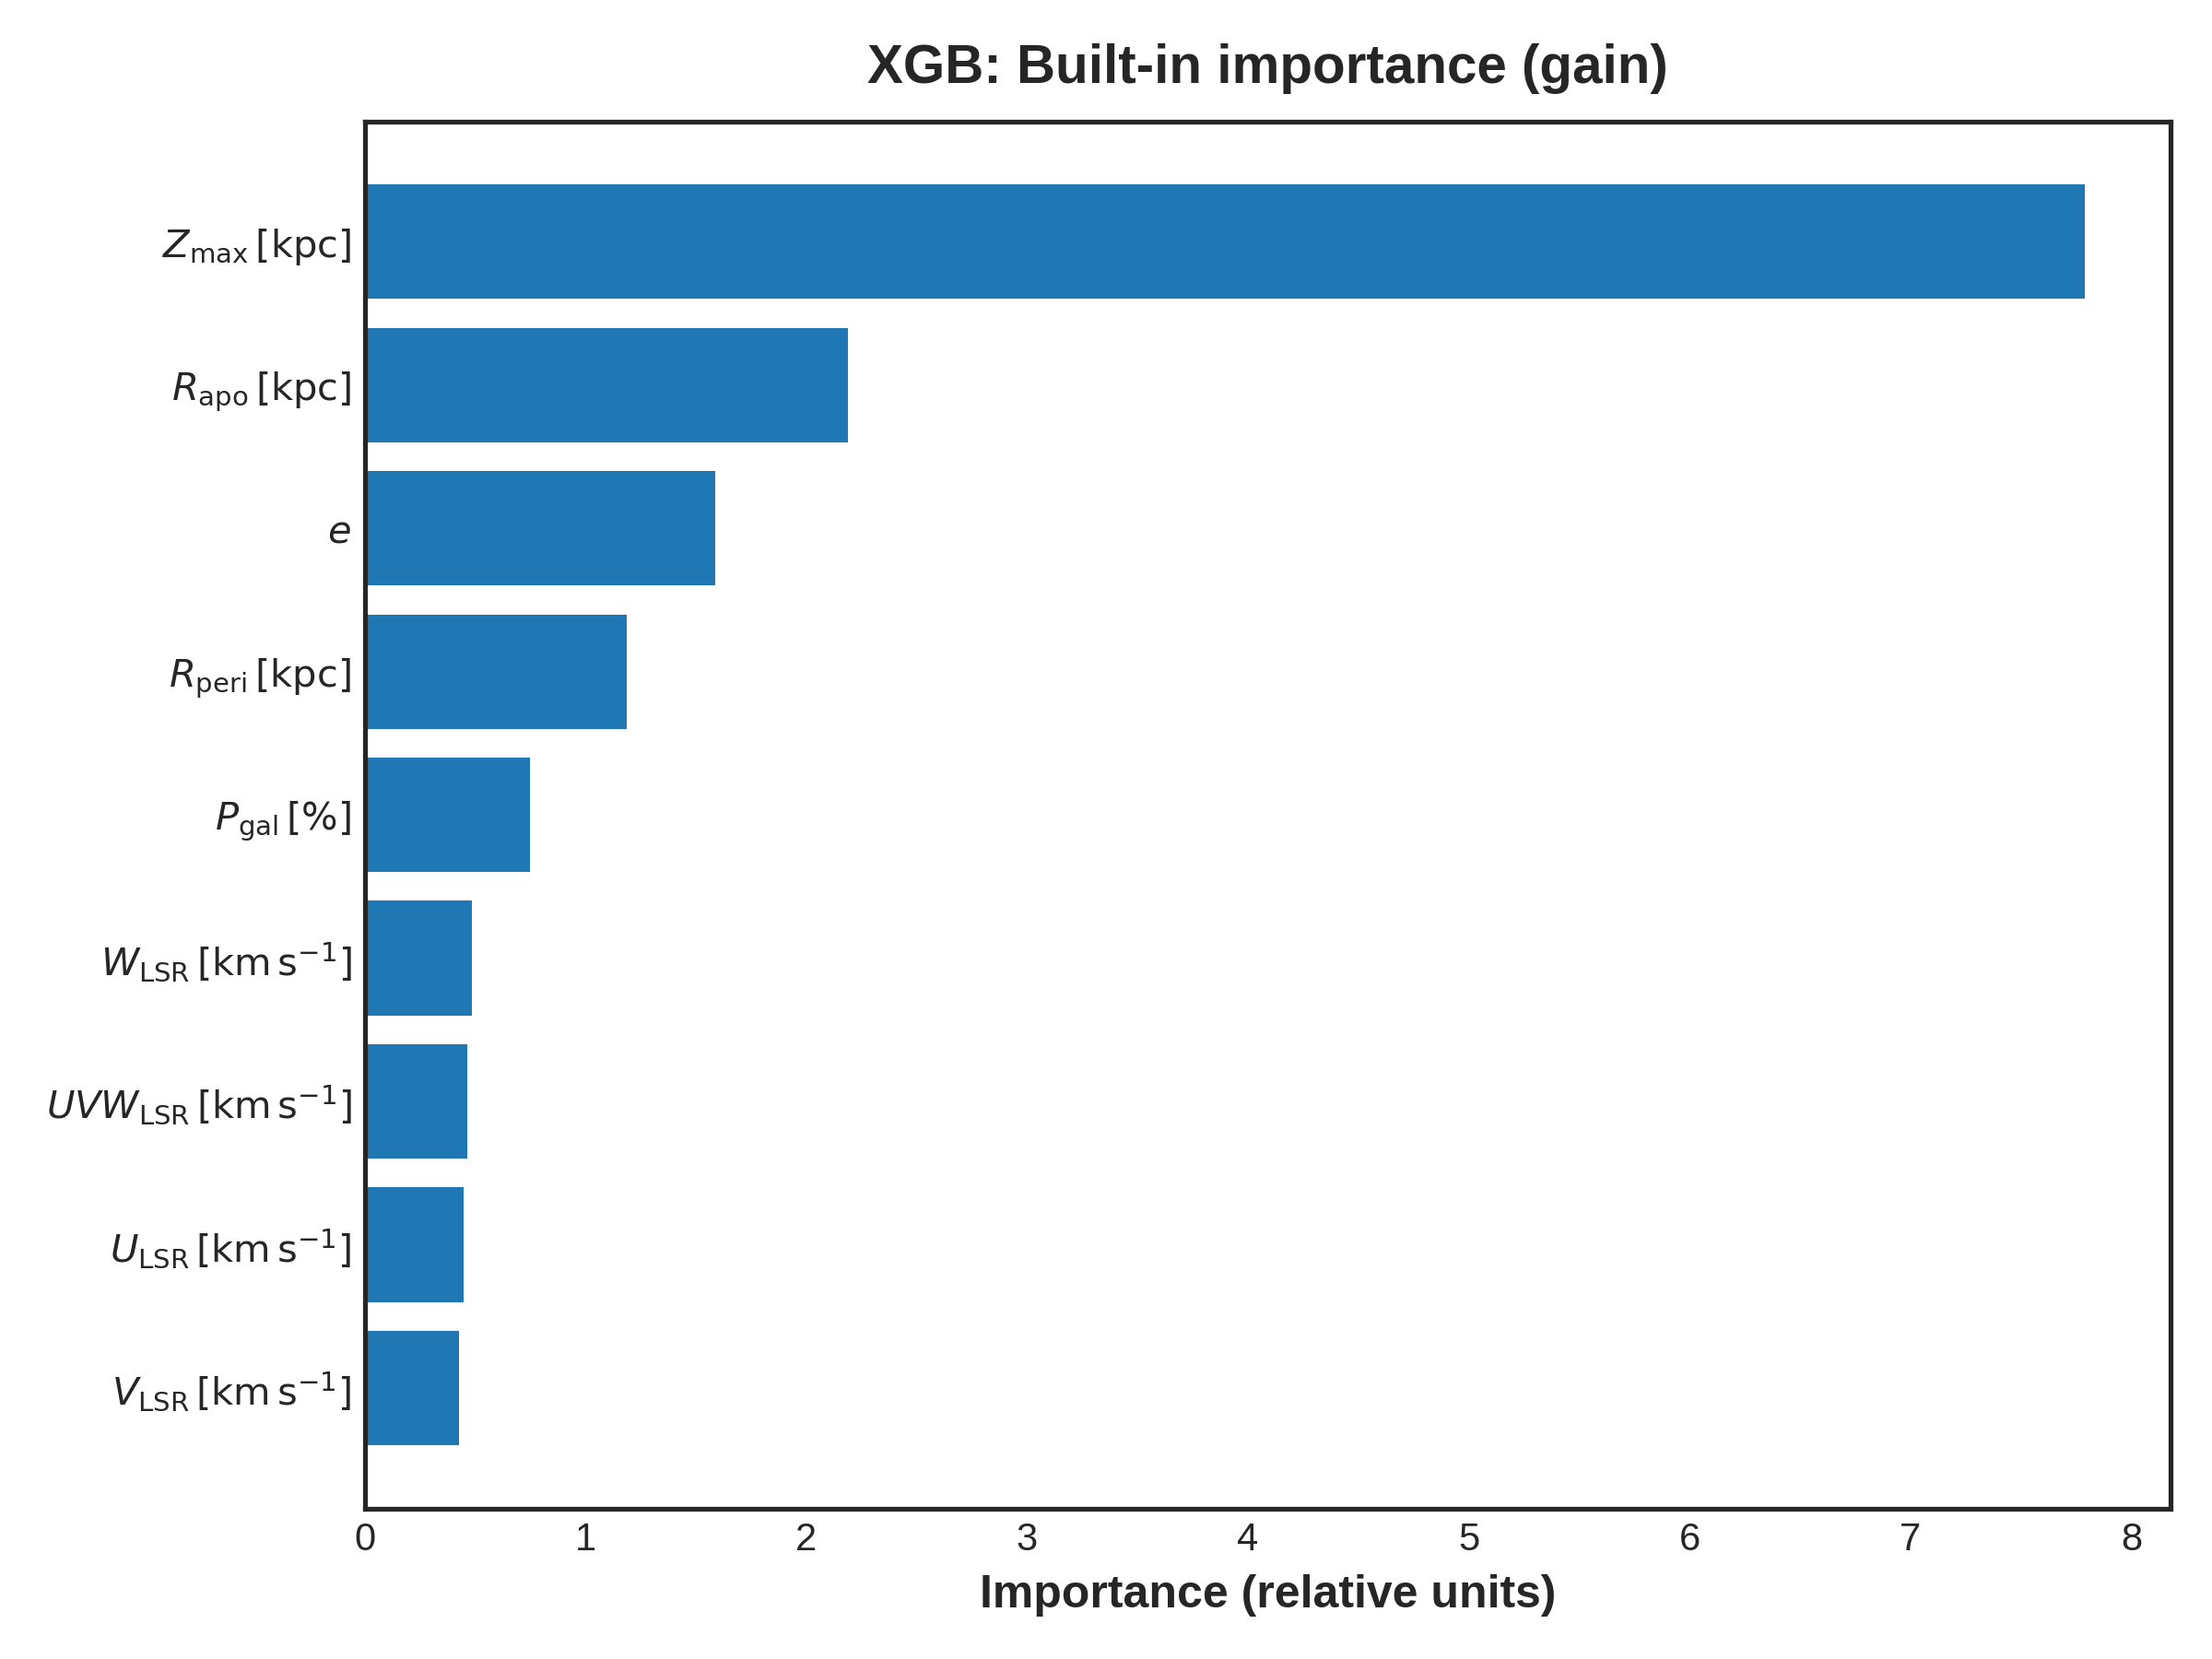 XGB: Built-in importance (gain)
Z_max [kpc]
R_apo [kpc]
e
R_peri [kpc]
P_gal [%]
W_LSR [km s⁻¹]
UVW_LSR [km s⁻¹]
U_LSR [km s⁻¹]
V_LSR [km s⁻¹]
0 1 2 3 4 5 6 7 8
Importance (relative units)